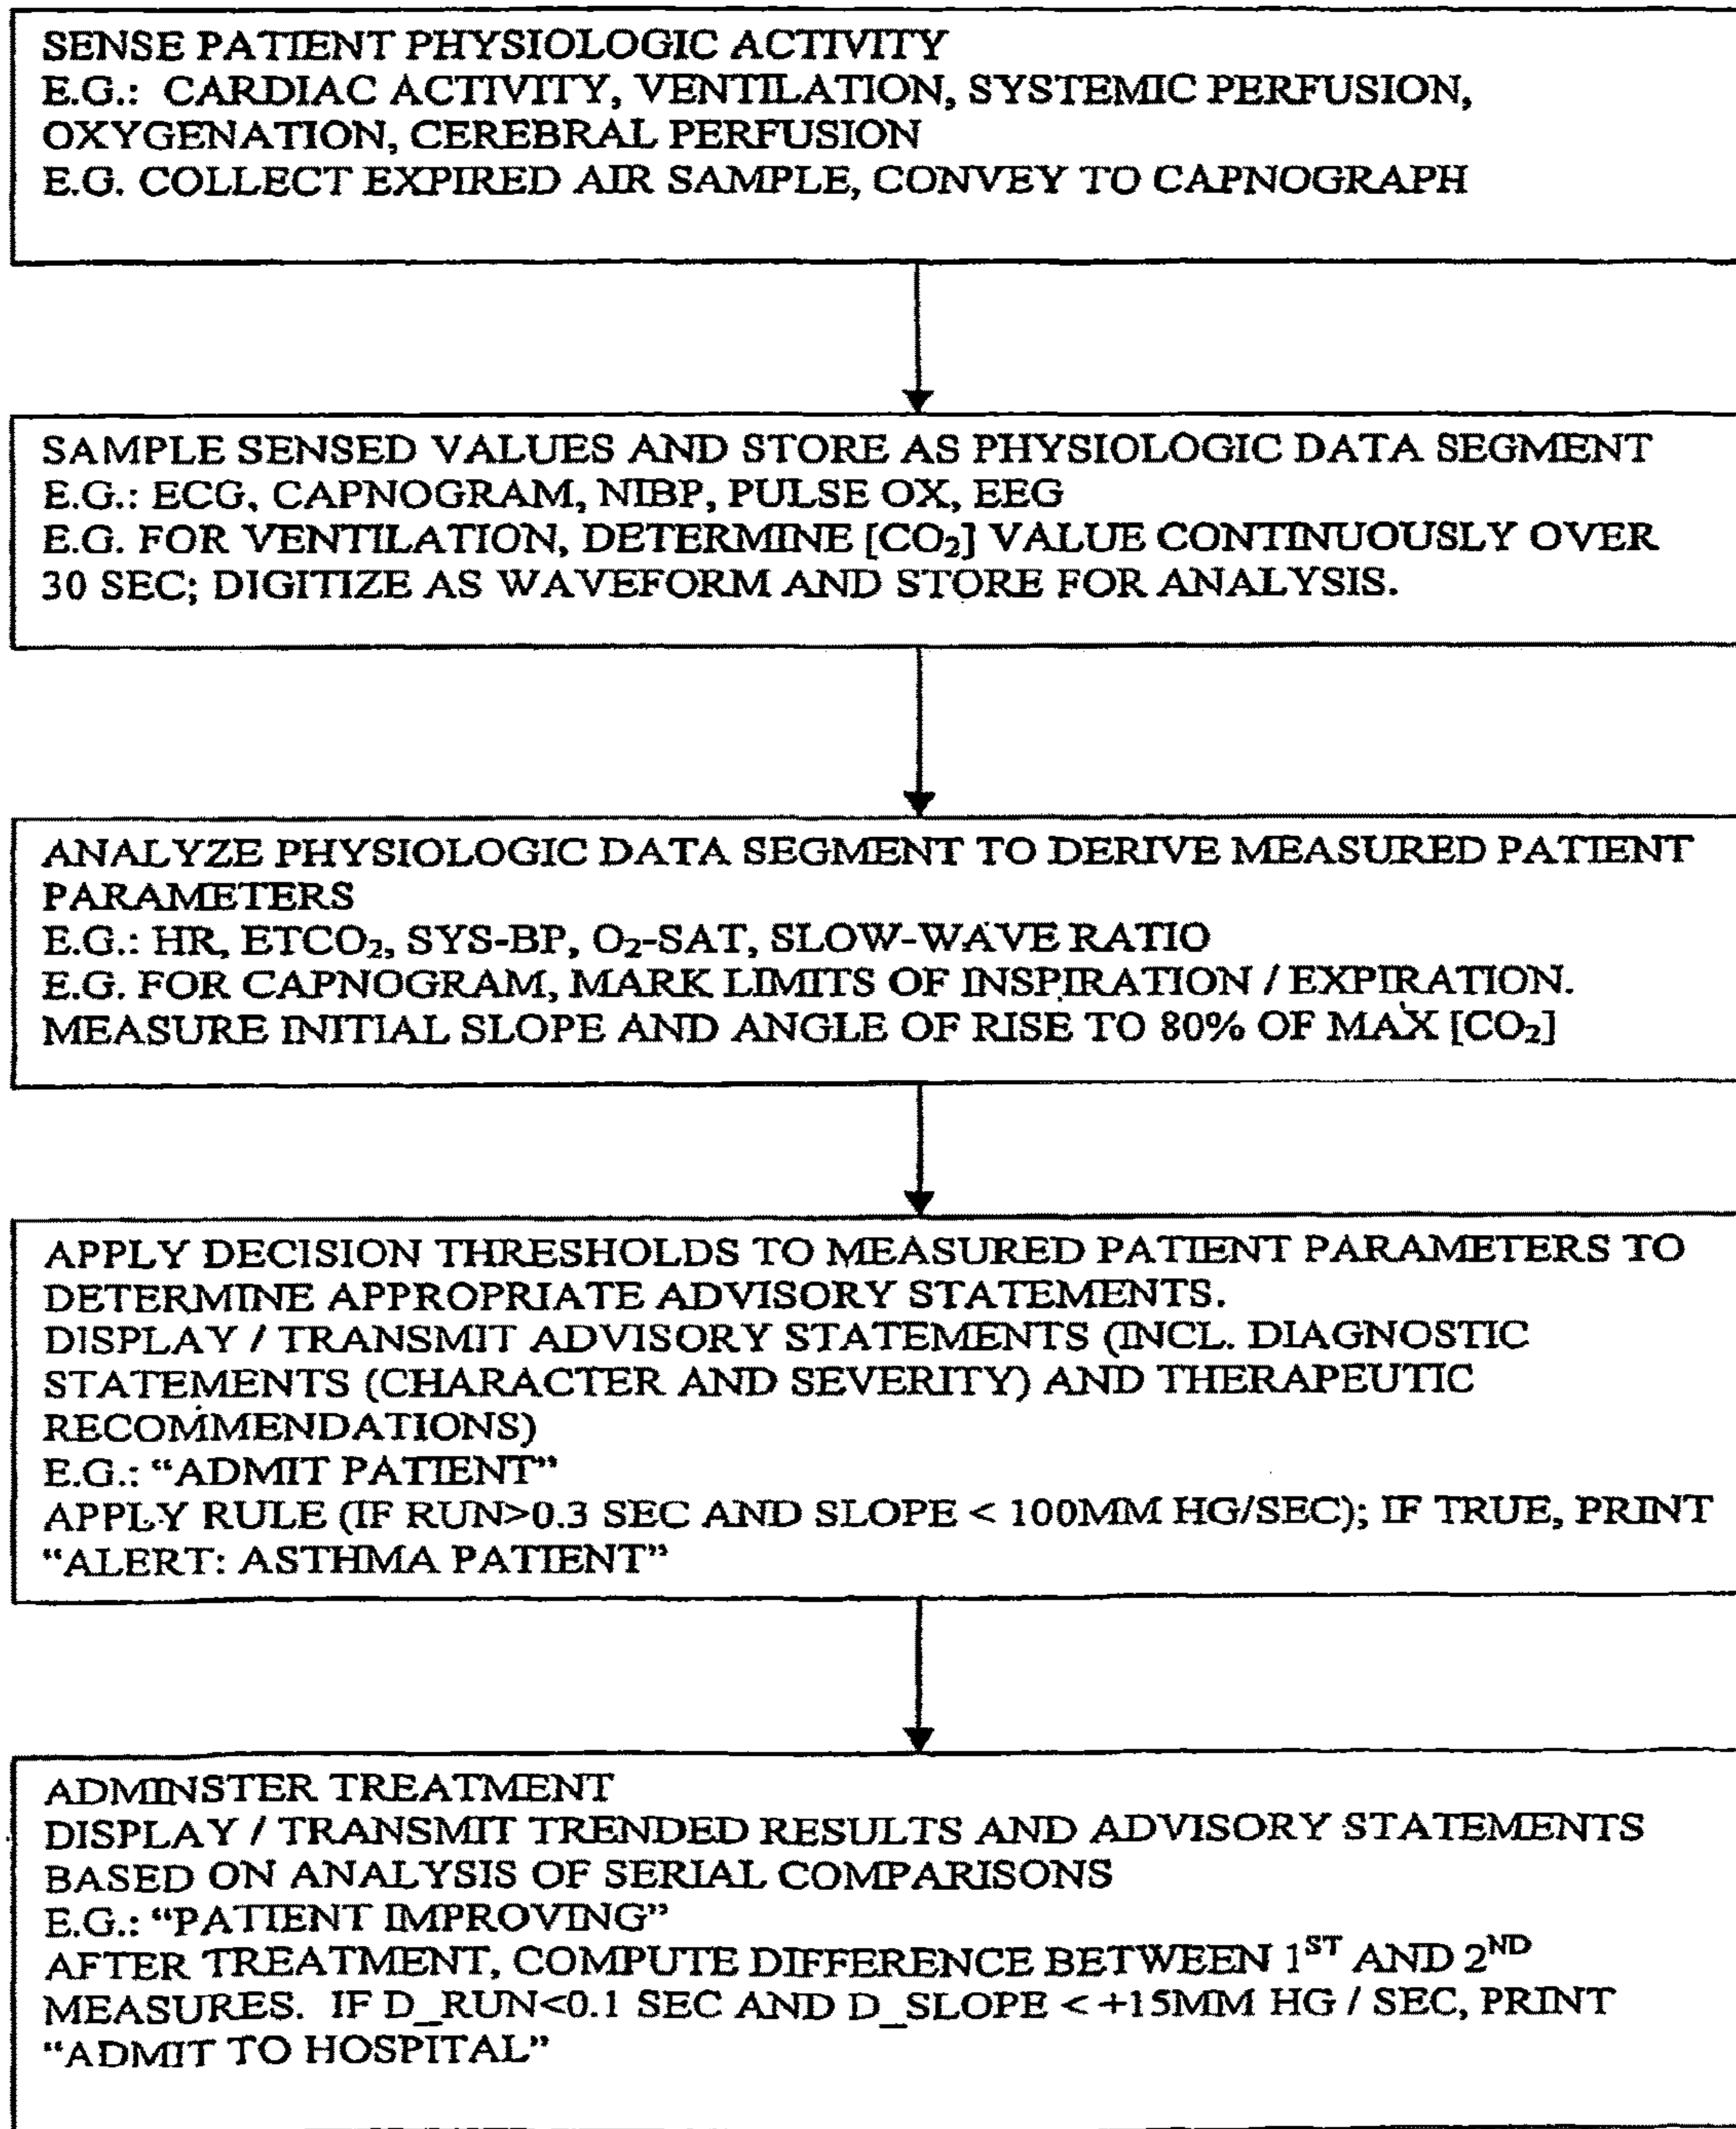 SENSE PATIENT PHYSIOLOGIC ACTIVITY
E.G.: CARDIAC ACTIVITY, VENTILATION, SYSTEMIC PERFUSION,
OXYGENATION, CEREBRAL PERFUSION
E.G. COLLECT EXPIRED AIR SAMPLE, CONVEY TO CAPNOGRAPH
SAMPLE SENSED VALUES AND STORE AS PHYSIOLOGIC DATA SEGMENT
E.G.: ECG, CAPNOGRAM, NIBP, PULSE OX, EEG
E.G. FOR VENTILATION, DETERMINE [CO₂] VALUE CONTINUOUSLY OVER
30 SEC; DIGITIZE AS WAVEFORM AND STORE FOR ANALYSIS.
ANALYZE PHYSIOLOGIC DATA SEGMENT TO DERIVE MEASURED PATIENT
PARAMETERS
E.G.: HR, ETCO₂, SYS-BP, O₂-SAT, SLOW-WAVE RATIO
E.G. FOR CAPNOGRAM, MARK LIMITS OF INSPIRATION / EXPIRATION.
MEASURE INITIAL SLOPE AND ANGLE OF RISE TO 80% OF MAX [CO₂]
APPLY DECISION THRESHOLDS TO MEASURED PATIENT PARAMETERS TO
DETERMINE APPROPRIATE ADVISORY STATEMENTS.
DISPLAY / TRANSMIT ADVISORY STATEMENTS (INCL. DIAGNOSTIC
STATEMENTS (CHARACTER AND SEVERITY) AND THERAPEUTIC
RECOMMENDATIONS)
E.G.: “ADMIT PATIENT”
APPLY RULE (IF RUN>0.3 SEC AND SLOPE < 100MM HG/SEC); IF TRUE, PRINT
“ALERT: ASTHMA PATIENT”
ADMINSTER TREATMENT
DISPLAY / TRANSMIT TRENDED RESULTS AND ADVISORY STATEMENTS
BASED ON ANALYSIS OF SERIAL COMPARISONS
E.G.: “PATIENT IMPROVING”
AFTER TREATMENT, COMPUTE DIFFERENCE BETWEEN 1ST AND 2ND
MEASURES. IF D_RUN<0.1 SEC AND D_SLOPE < +15MM HG / SEC, PRINT
“ADMIT TO HOSPITAL”